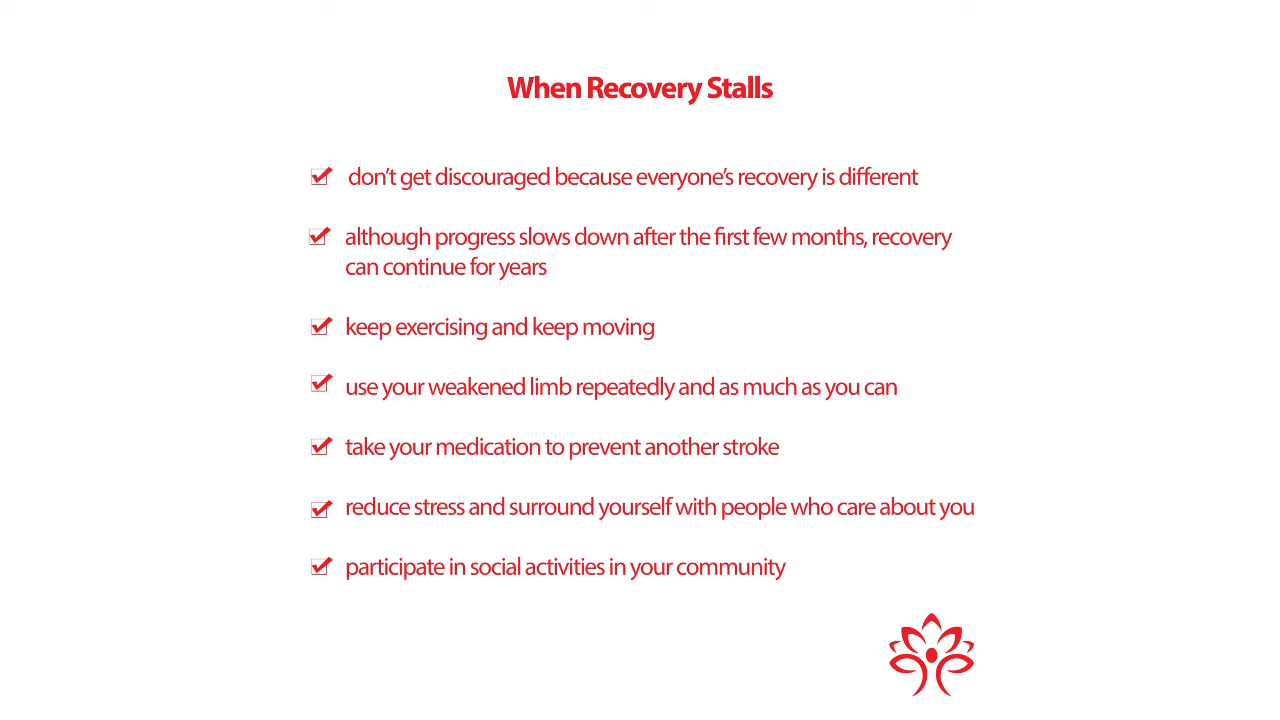 When Recovery Stalls
don't get discouraged because everyone's recovery is different
although progress slows down after the first few months, recovery
can continue for years
keep exercising and keep moving
use your weakened limb repeatedly and as much as you can
take your medication to prevent another stroke
reduce stress and surround yourself with people who care about you
participate in social activities in your community